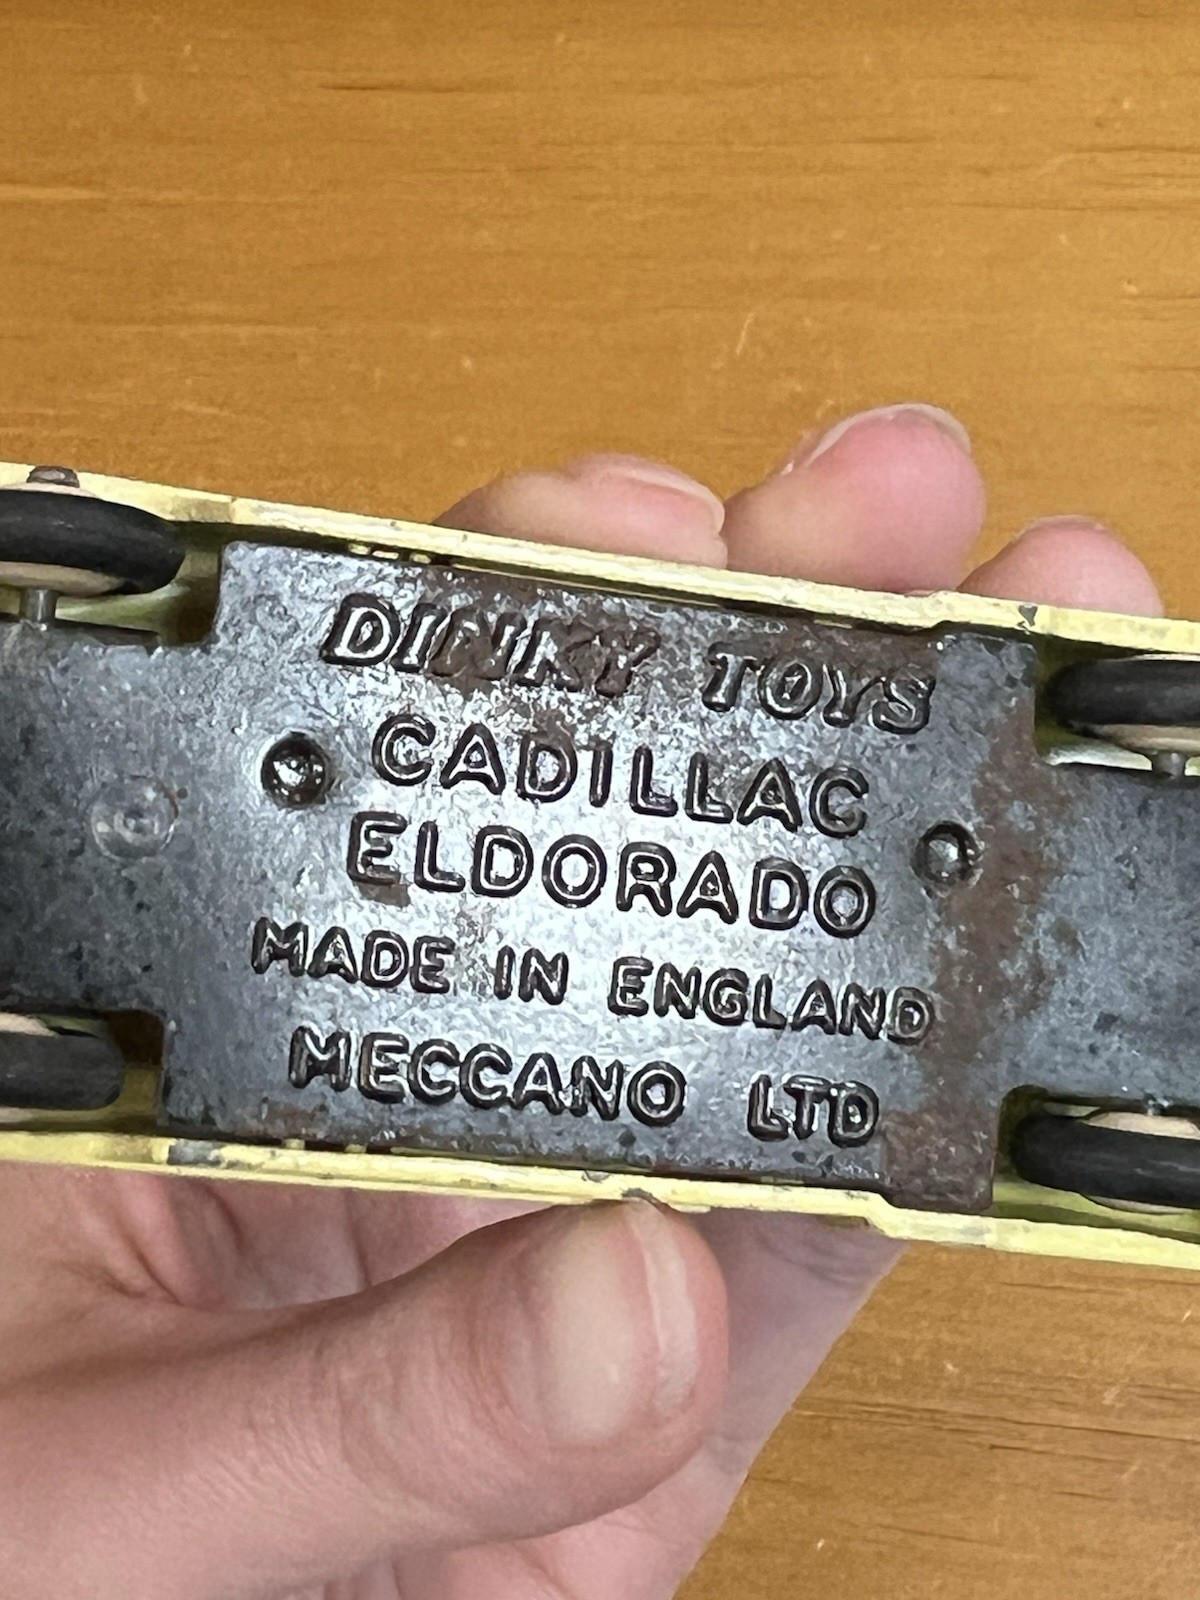 DINKY TOYS
CADILLAC
ELDORADO
MADE IN ENGLAND
MECCANO LTD